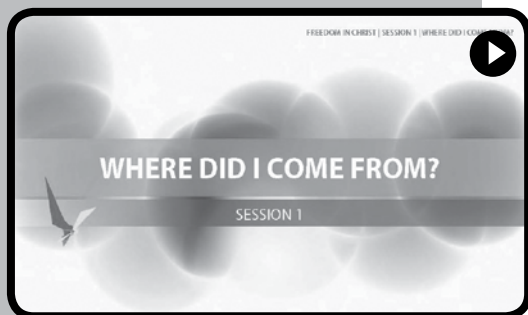 FREEDOM IN CHRIST | SESSION 1 | WHERE DID I COME FROM?
WHERE DID I COME FROM?
SESSION 1